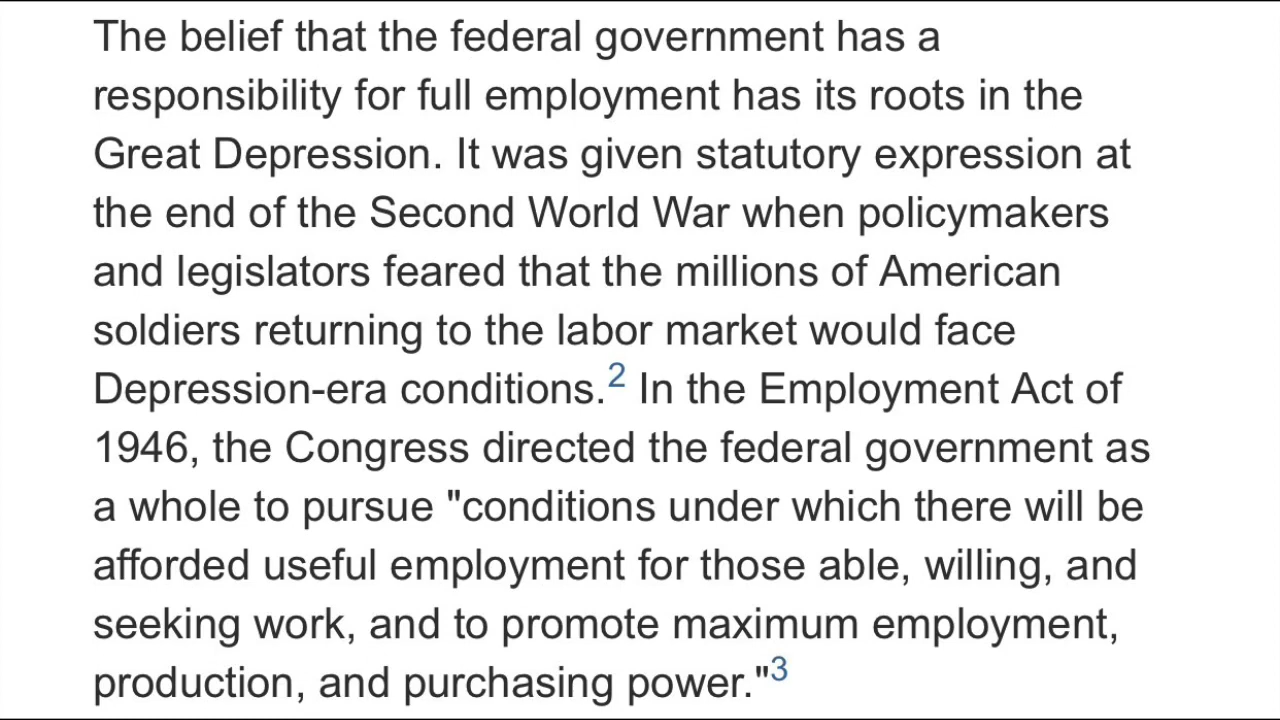 The belief that the federal government has a
responsibility for full employment has its roots in the
Great Depression. It was given statutory expression at
the end of the Second World War when policymakers
and legislators feared that the millions of American
soldiers returning to the labor market would face
Depression-era conditions.2 In the Employment Act of
1946, the Congress directed the federal government as
a whole to pursue "conditions under which there will be
afforded useful employment for those able, willing, and
seeking work, and to promote maximum employment,
production, and purchasing power."3